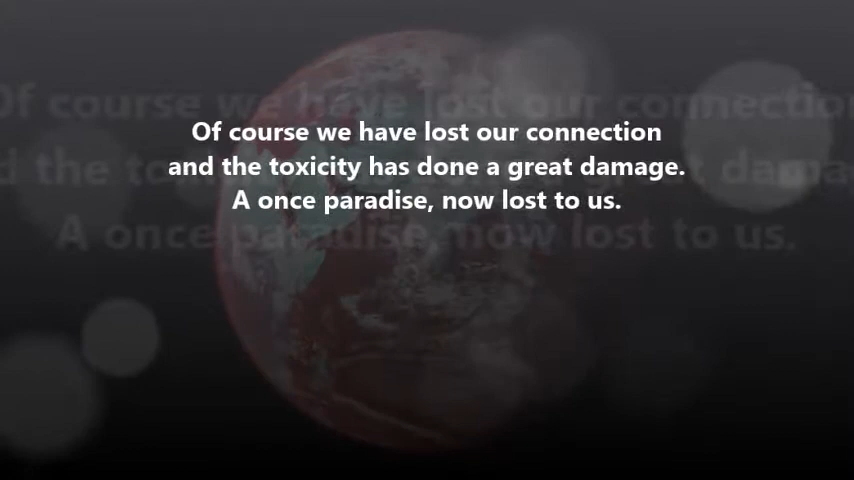 Of course we have lost our connection
and the toxicity has done a great damage.
A once paradise, now lost to us.